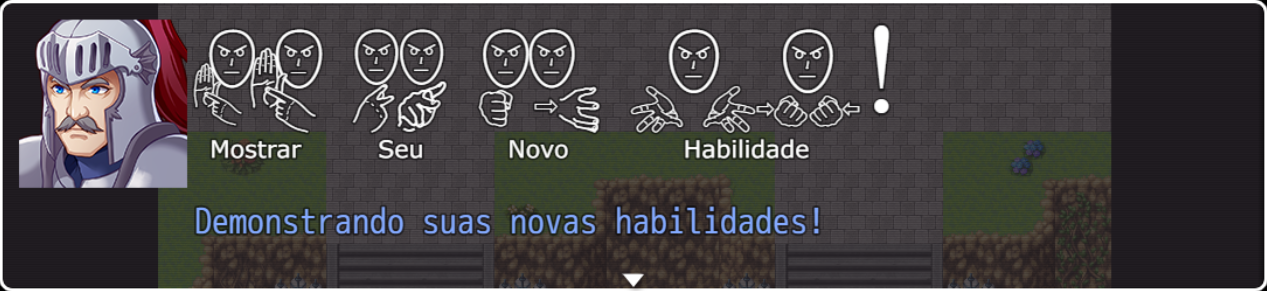 Mostrar Seu Novo Habilidade !
Demonstrando suas novas habilidades!